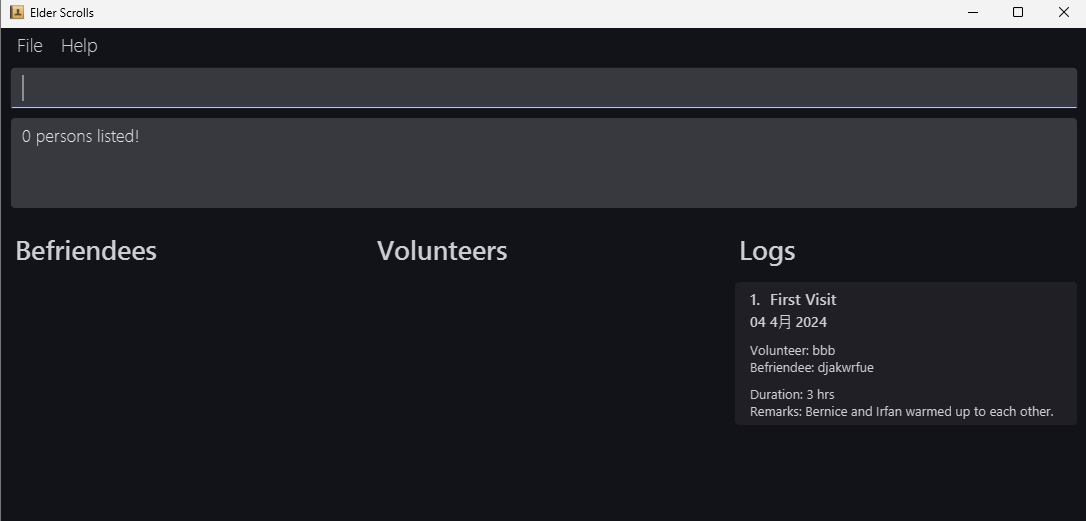 Elder Scrolls
File Help
0 persons listed!
Befriendees
Volunteers
Logs
1. First Visit
04 4月 2024
Volunteer: bbb
Befriendee: djakwrfue
Duration: 3 hrs
Remarks: Bernice and Irfan warmed up to each other.